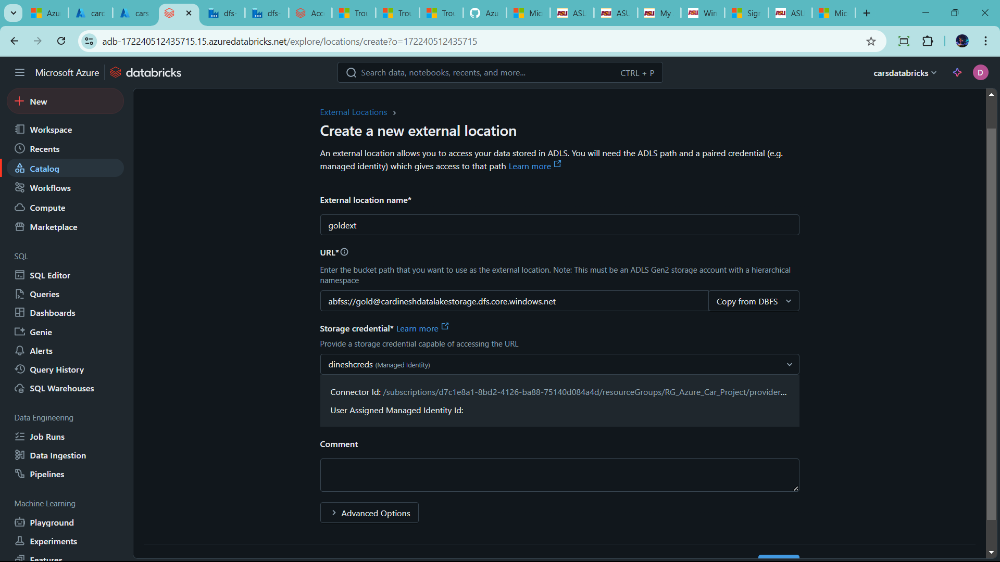 Azu
card
cars
dfs-
dfs-
Acc
Trou
Trou
Trou
Azu
Mic
ASU
ASU
My
Win
Sign
ASU
Mic
adb-172240512435715.15.azuredatabricks.net/explore/locations/create?o=172240512435715
Microsoft Azure
databricks
Search data, notebooks, recents, and more...
CTRL + P
carsdatabricks
D
New
Workspace
Recents
Catalog
Workflows
Compute
Marketplace
SQL
SQL Editor
Queries
Dashboards
Genie
Alerts
Query History
SQL Warehouses
Data Engineering
Job Runs
Data Ingestion
Pipelines
Machine Learning
Playground
Experiments
Features
External Locations ›
Create a new external location
An external location allows you to access your data stored in ADLS. You will need the ADLS path and a paired credential (e.g.
managed identity) which gives access to that path Learn more
External location name*
goldext
URL*
Enter the bucket path that you want to use as the external location. Note: This must be an ADLS Gen2 storage account with a hierarchical
namespace
abfss://gold@cardineshdatalakestorage.dfs.core.windows.net
Copy from DBFS
Storage credential* Learn more
Provide a storage credential capable of accessing the URL
dineshcreds (Managed Identity)
Connector Id: /subscriptions/d7c1e8a1-8bd2-4126-ba88-75140d084a4d/resourceGroups/RG_Azure_Car_Project/provider...
User Assigned Managed Identity Id:
Comment
Advanced Options